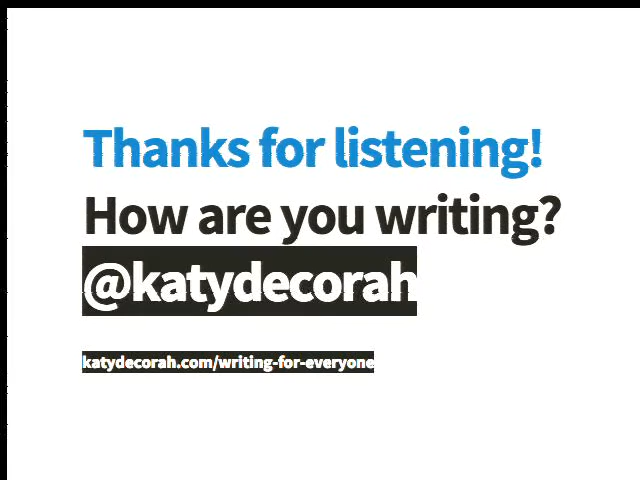 Thanks for listening!
How are you writing?
@katydecorah
katydecorah.com/writing-for-everyone